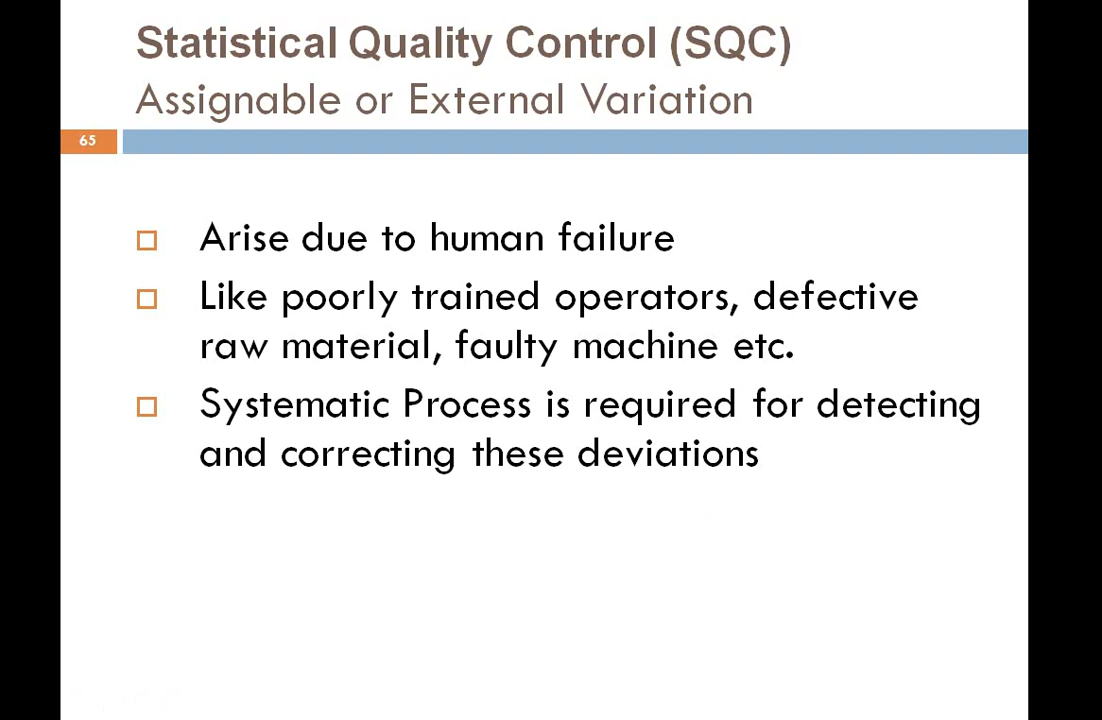 Statistical Quality Control (SQC)
Assignable or External Variation
65
Arise due to human failure
Like poorly trained operators, defective
raw material, faulty machine etc.
Systematic Process is required for detecting
and correcting these deviations